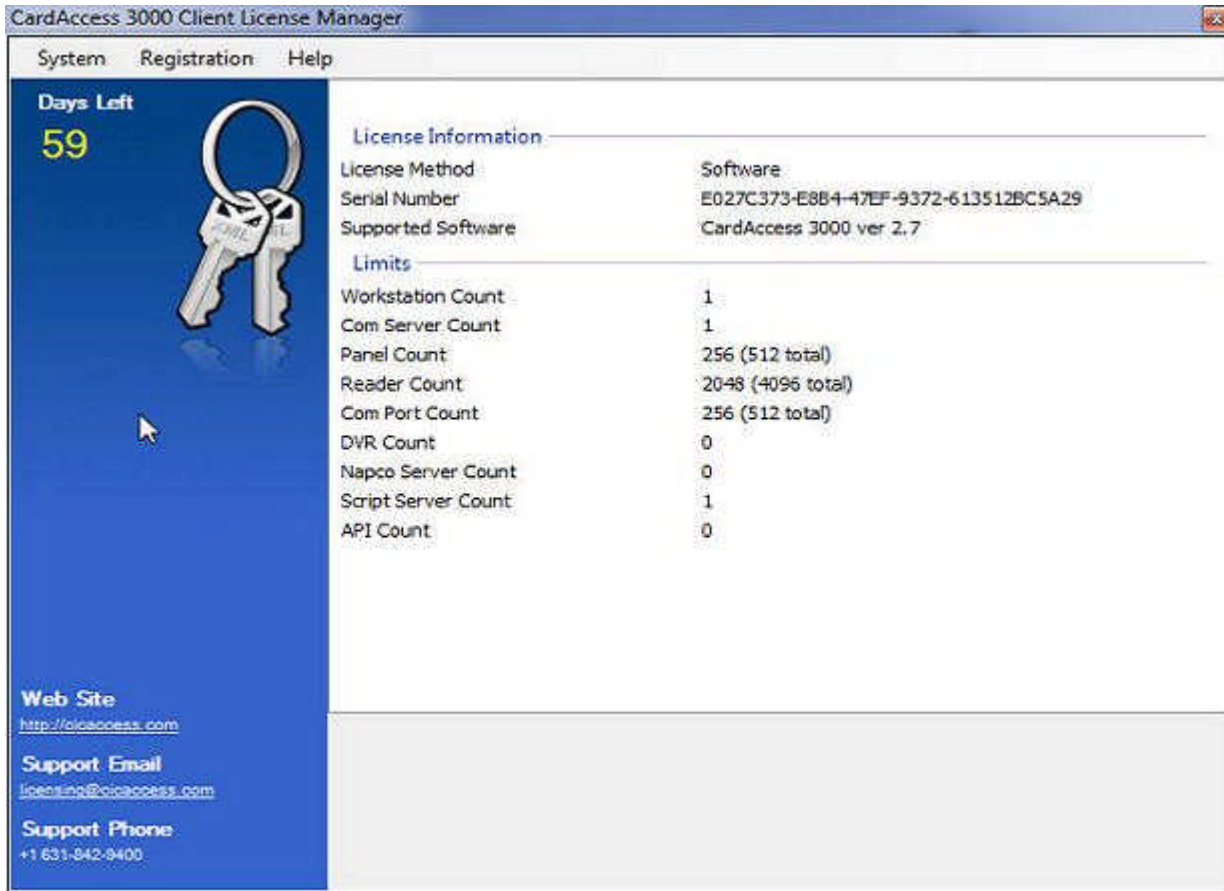 CardAccess 3000 Client License Manager
System Registration Help
Days Left
59
License Information
License Method Software
Serial Number E027C373-E8B4-47EF-9372-613512BC5A29
Supported Software CardAccess 3000 ver 2.7
Limits
Workstation Count 1
Com Server Count 1
Panel Count 256 (512 total)
Reader Count 2048 (4096 total)
Com Port Count 256 (512 total)
DVR Count 0
Napco Server Count 0
Script Server Count 1
API Count 0
Web Site
http://cicaccess.com
Support Email
licensing@cicaccess.com
Support Phone
+1 631-842-9400